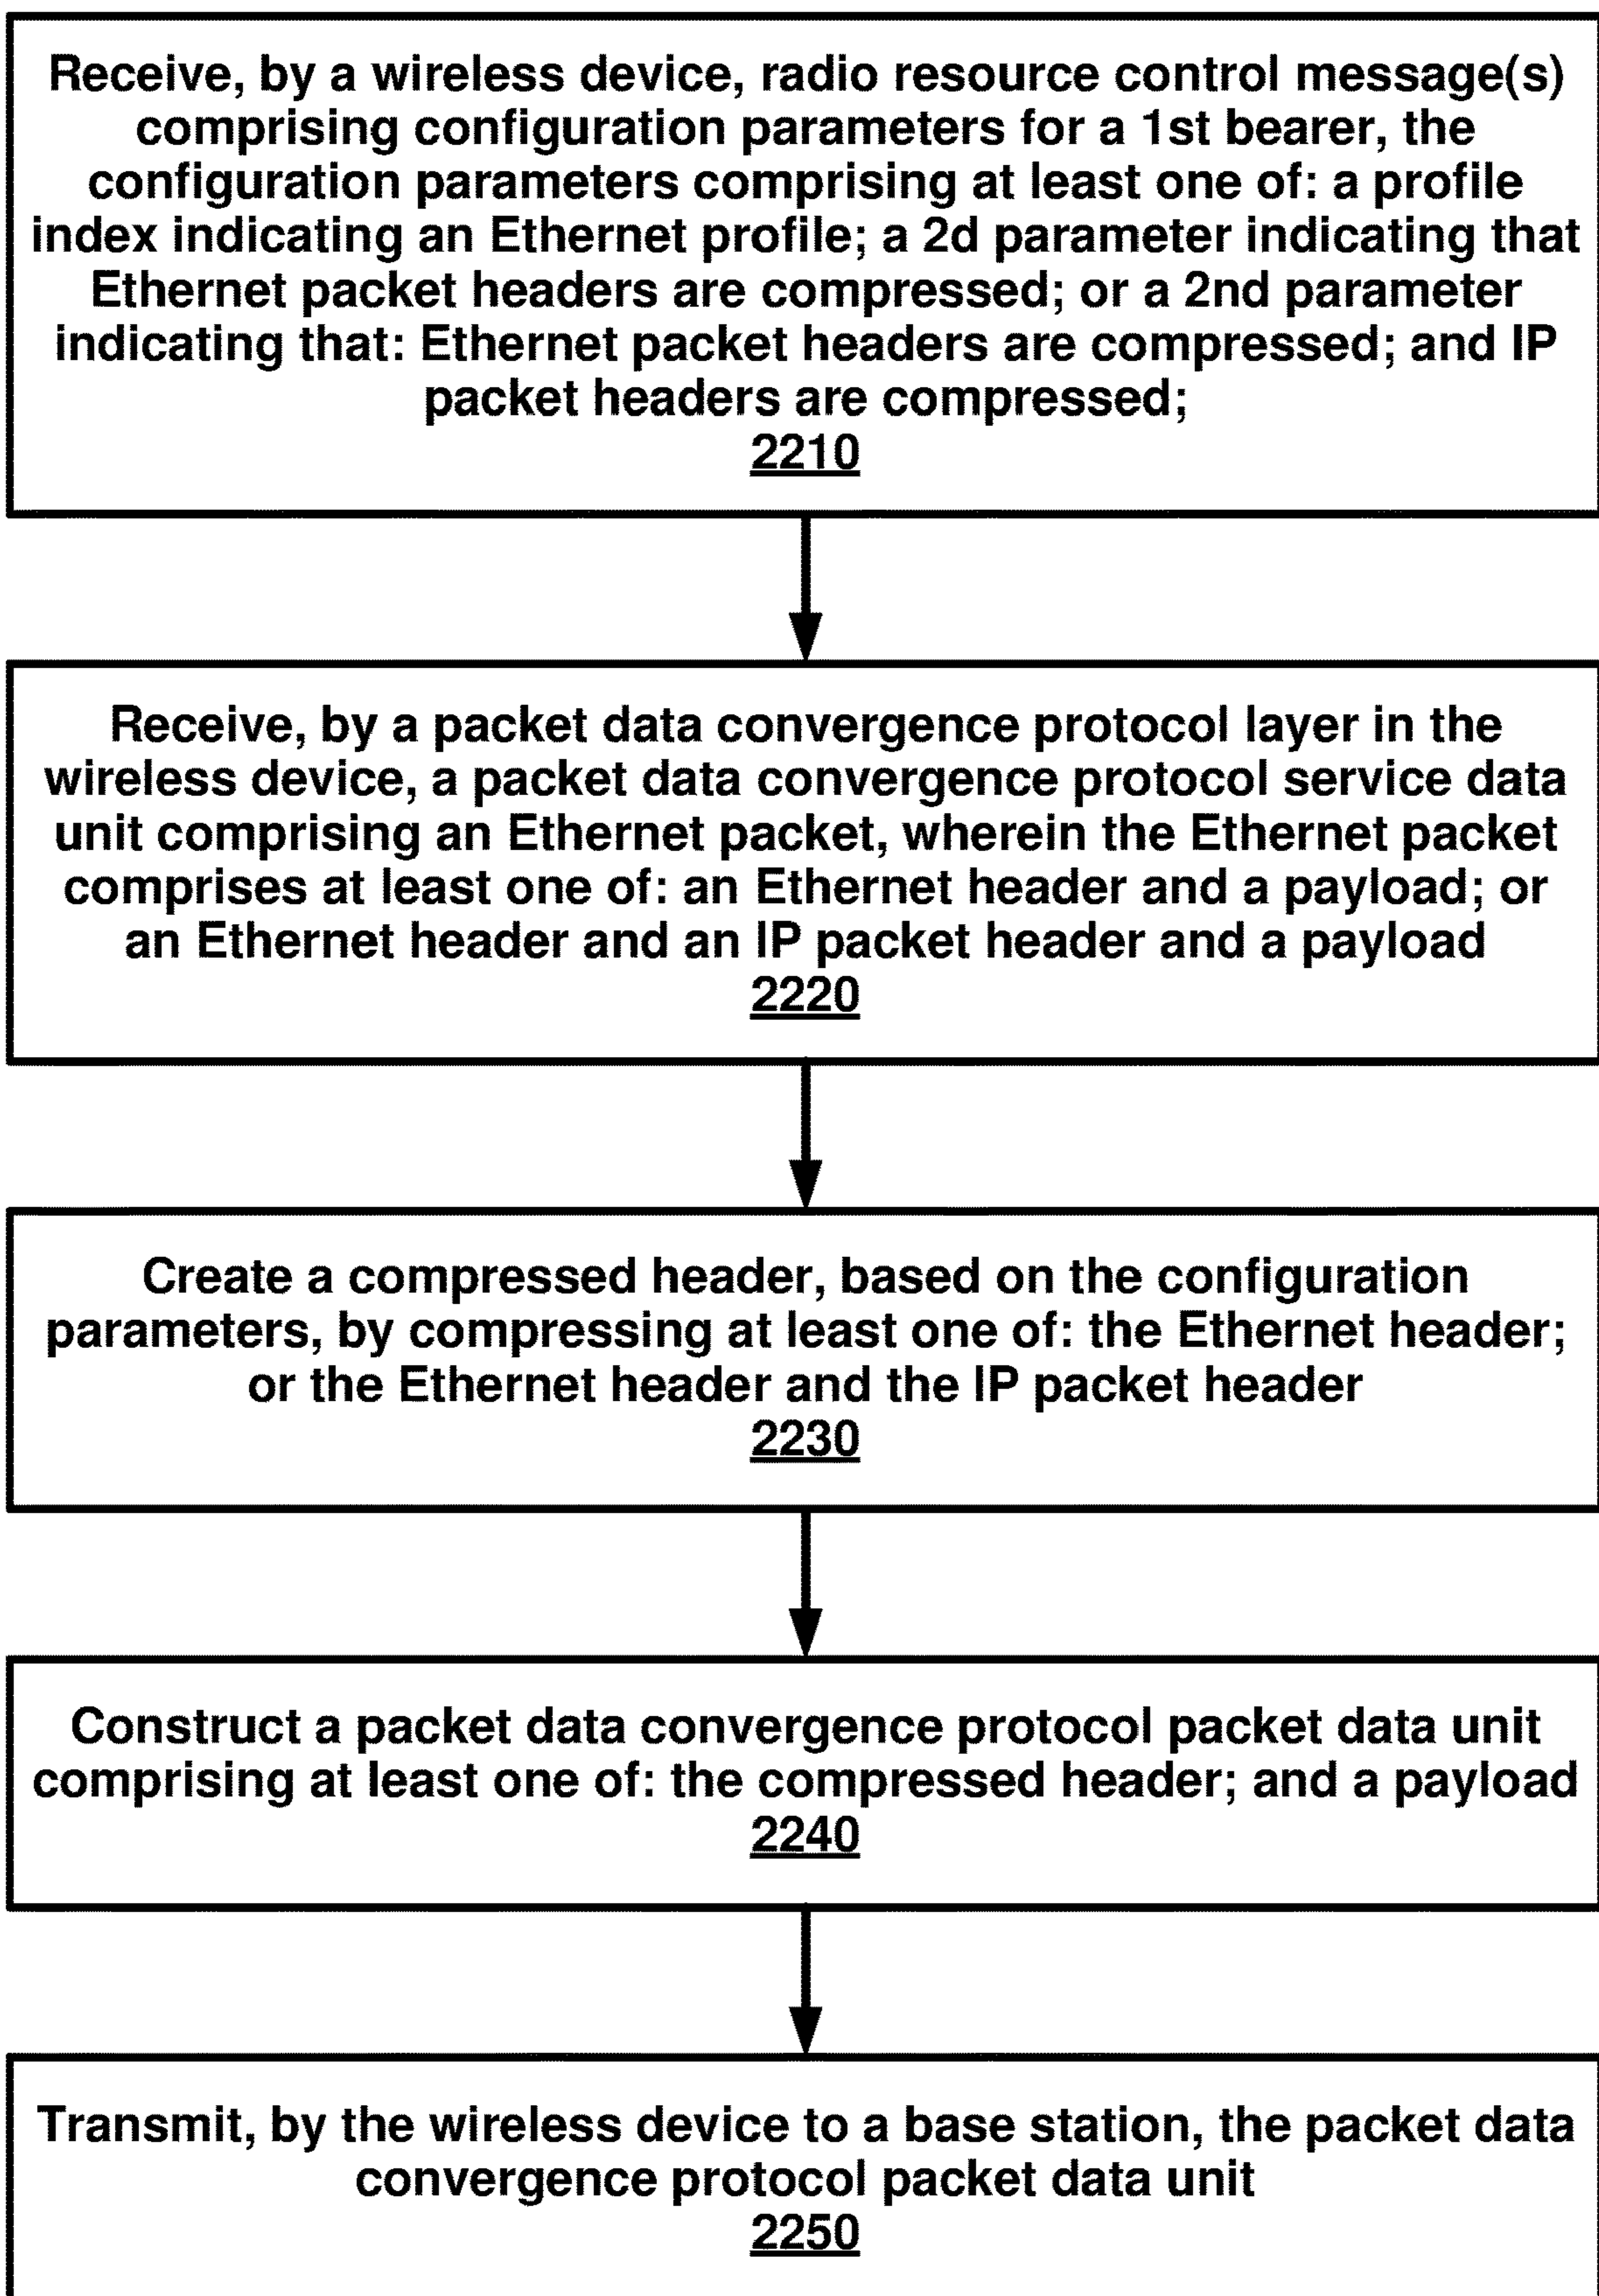 Receive, by a wireless device, radio resource control message(s)
comprising configuration parameters for a 1st bearer, the
configuration parameters comprising at least one of: a profile
index indicating an Ethernet profile; a 2d parameter indicating that
Ethernet packet headers are compressed; or a 2nd parameter
indicating that: Ethernet packet headers are compressed; and IP
packet headers are compressed;
2210
Receive, by a packet data convergence protocol layer in the
wireless device, a packet data convergence protocol service data
unit comprising an Ethernet packet, wherein the Ethernet packet
comprises at least one of: an Ethernet header and a payload; or
an Ethernet header and an IP packet header and a payload
2220
Create a compressed header, based on the configuration
parameters, by compressing at least one of: the Ethernet header;
or the Ethernet header and the IP packet header
2230
Construct a packet data convergence protocol packet data unit
comprising at least one of: the compressed header; and a payload
2240
Transmit, by the wireless device to a base station, the packet data
convergence protocol packet data unit
2250